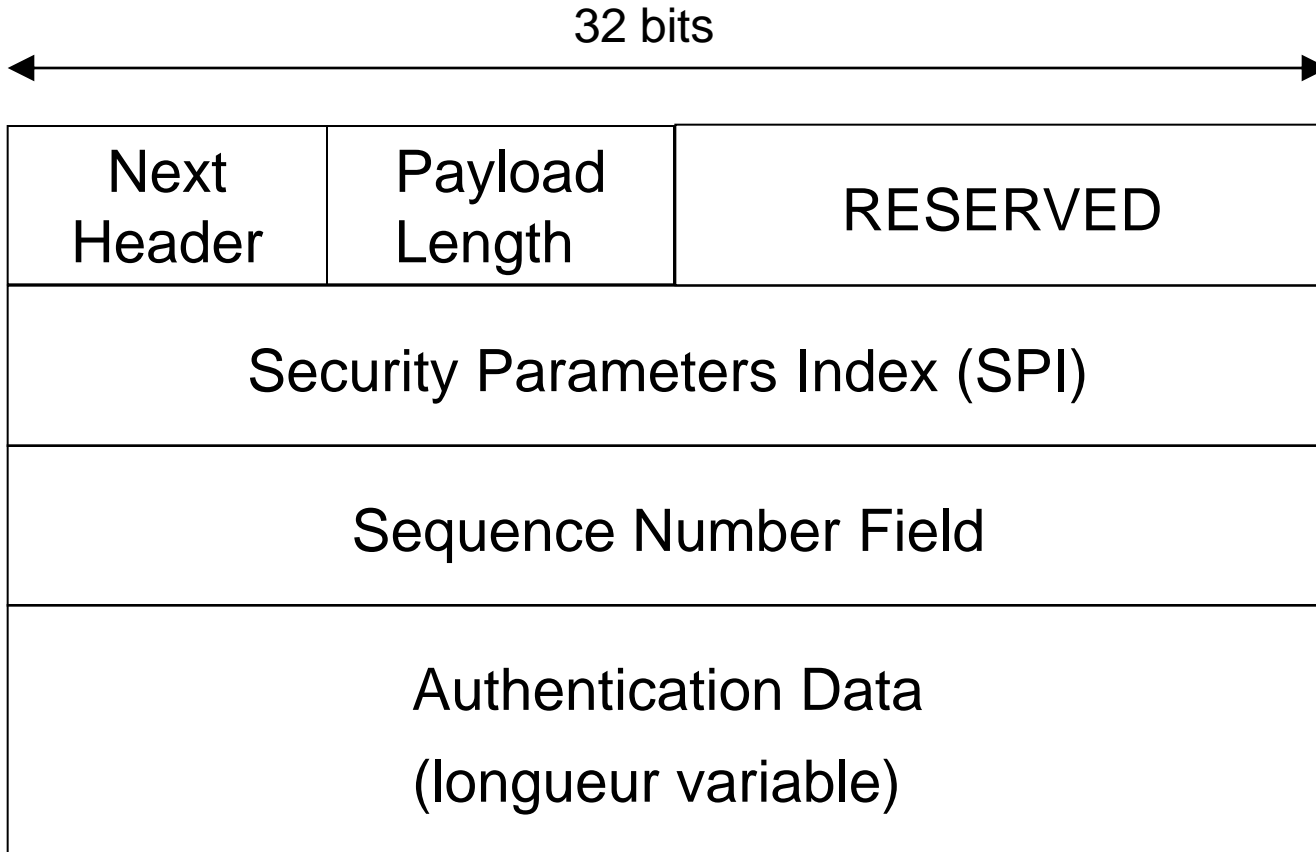 32 bits
Next
Header
Payload
Length
RESERVED
Security Parameters Index (SPI)
Sequence Number Field
Authentication Data
(longueur variable)